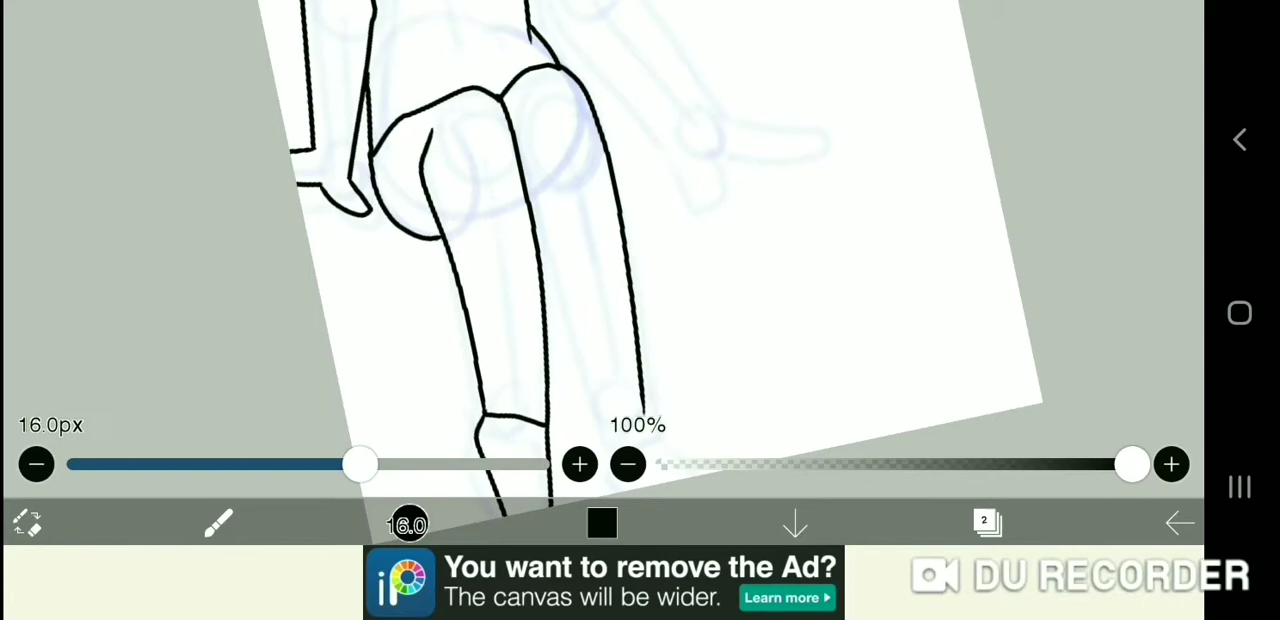 16.0px
100%
16.0
2
iP
You want to remove the Ad?
The canvas will be wider.
Learn more
DU RECORDER